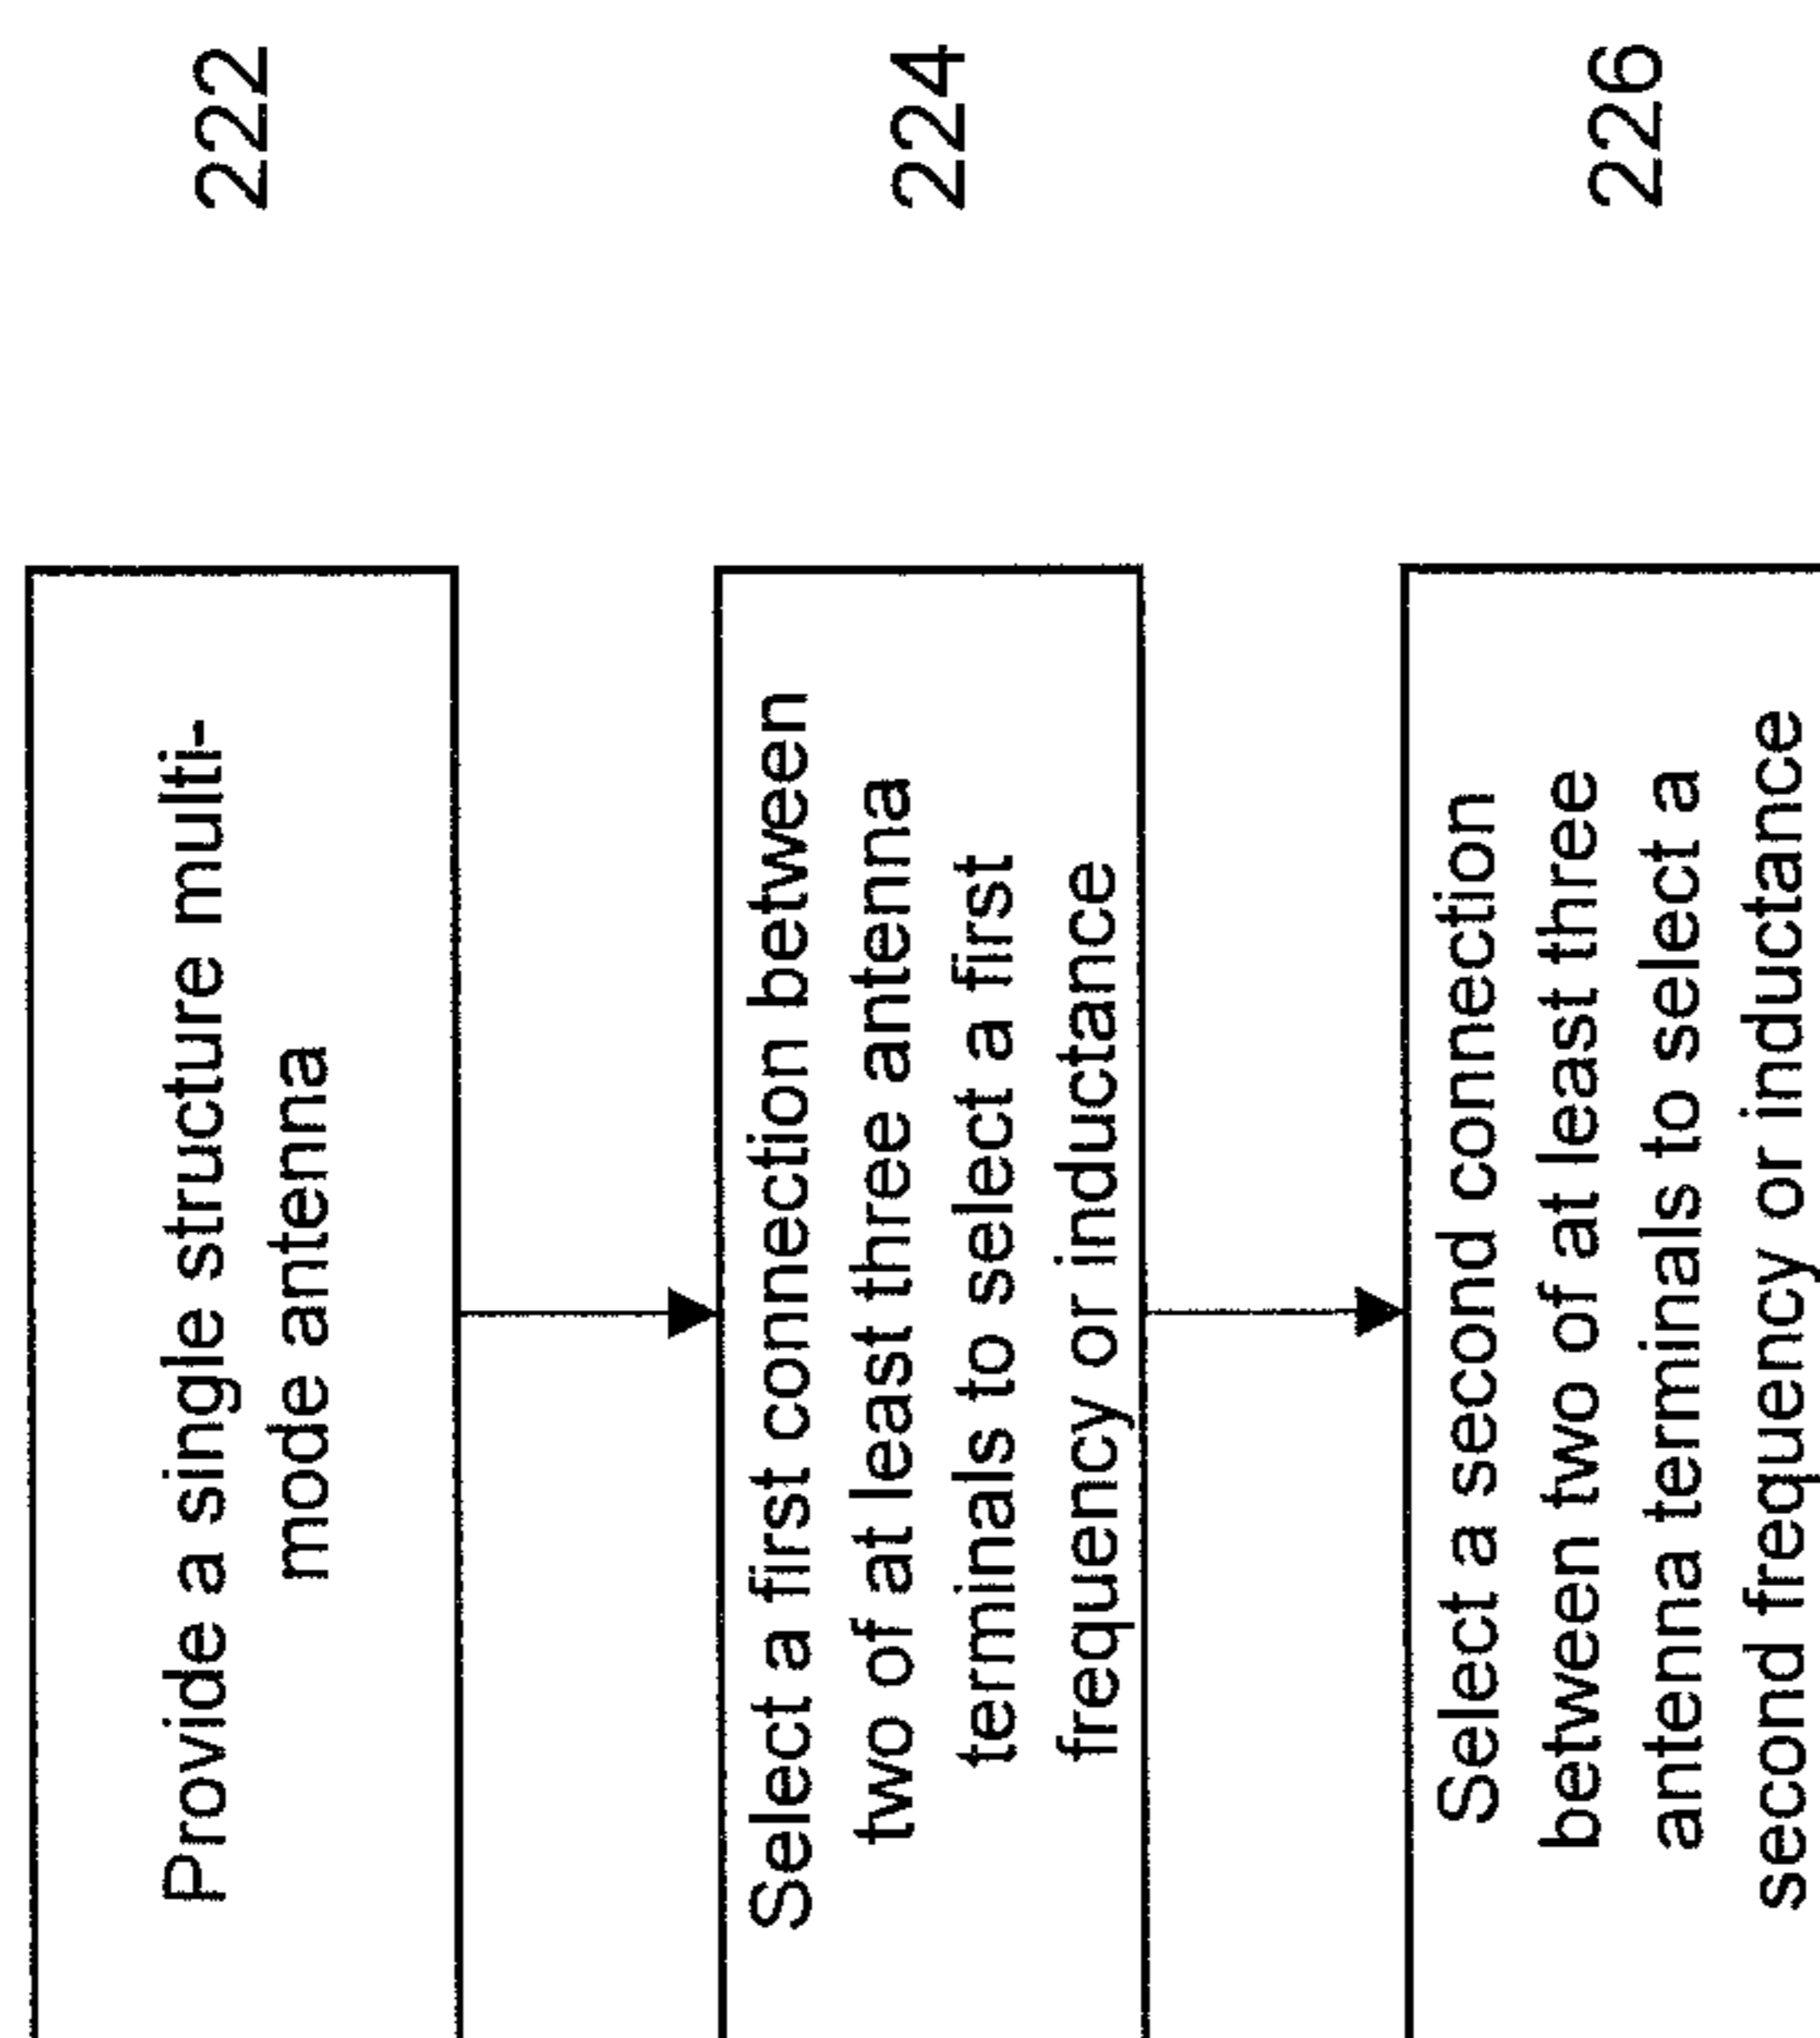 Provide a single structure multi-
mode antenna
222
Select a first connection between
two of at least three antenna
terminals to select a first
frequency or inductance
224
Select a second connection
between two of at least three
antenna terminals to select a
second frequency or inductance
226